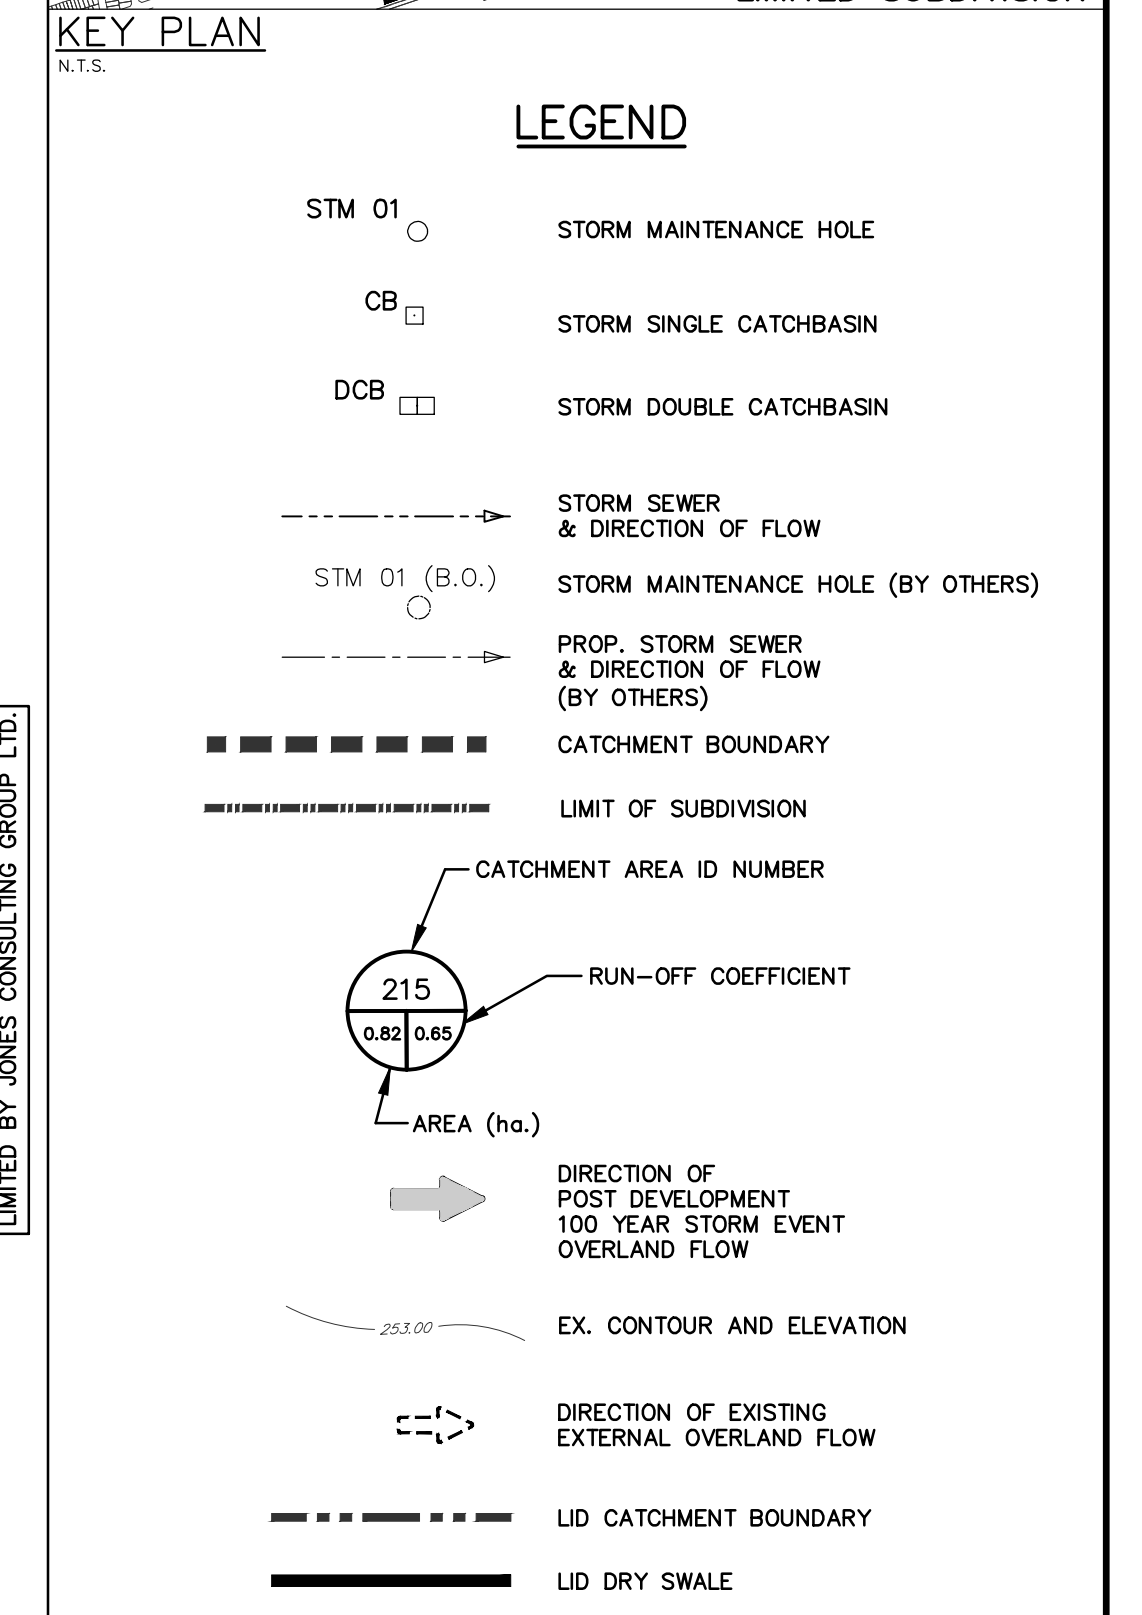 LIMITED SUBDIVISION
KEY PLAN
N.T.S.
LEGEND
STM 01
STORM MAINTENANCE HOLE
CB
STORM SINGLE CATCHBASIN
DCB
STORM DOUBLE CATCHBASIN
STORM SEWER
& DIRECTION OF FLOW
STM 01 (B.O.)
STORM MAINTENANCE HOLE (BY OTHERS)
PROP. STORM SEWER
& DIRECTION OF FLOW
(BY OTHERS)
CATCHMENT BOUNDARY
LIMIT OF SUBDIVISION
CATCHMENT AREA ID NUMBER
215
RUN-OFF COEFFICIENT
0.82 0.65
AREA (ha.)
DIRECTION OF
POST DEVELOPMENT
100 YEAR STORM EVENT
OVERLAND FLOW
253.00
EX. CONTOUR AND ELEVATION
DIRECTION OF EXISTING
EXTERNAL OVERLAND FLOW
LID CATCHMENT BOUNDARY
LID DRY SWALE
LIMITED BY JONES CONSULTING GROUP LTD.